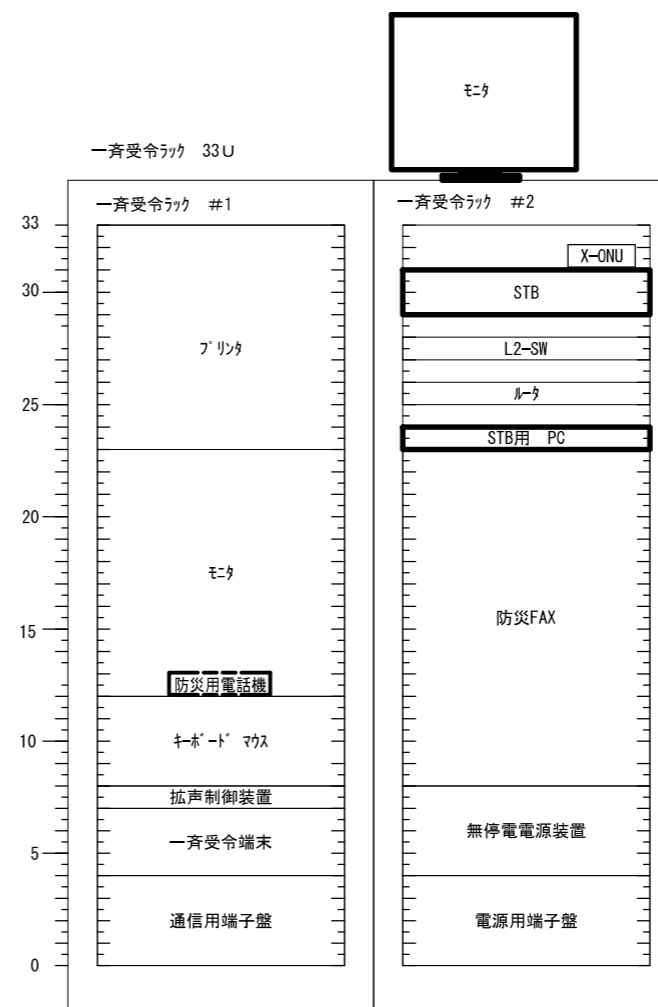 ﾓﾆﾀ
一斉受令ﾗｯｸ 33U
一斉受令ﾗｯｸ #1
一斉受令ﾗｯｸ #2
33
X-ONU
30
STB
ﾌﾟﾘﾝﾀ
L2-SW
25
ﾙｰﾀ
STB用 PC
20
ﾓﾆﾀ
15
防災FAX
防災用電話機
10
ｷｰﾎﾞｰﾄﾞ ﾏｳｽ
拡声制御装置
5
一斉受令端末
無停電電源装置
通信用端子盤
電源用端子盤
0